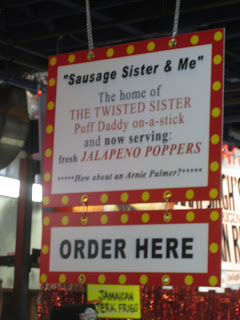 "Sausage Sister & Me"
The home of
THE TWISTED SISTER
Puff Daddy on-a-stick
and now serving:
fresh JALAPENO POPPERS
*****How about an Arnie Palmer?*****
ORDER HERE
JAMAICAN
JERK FRIES